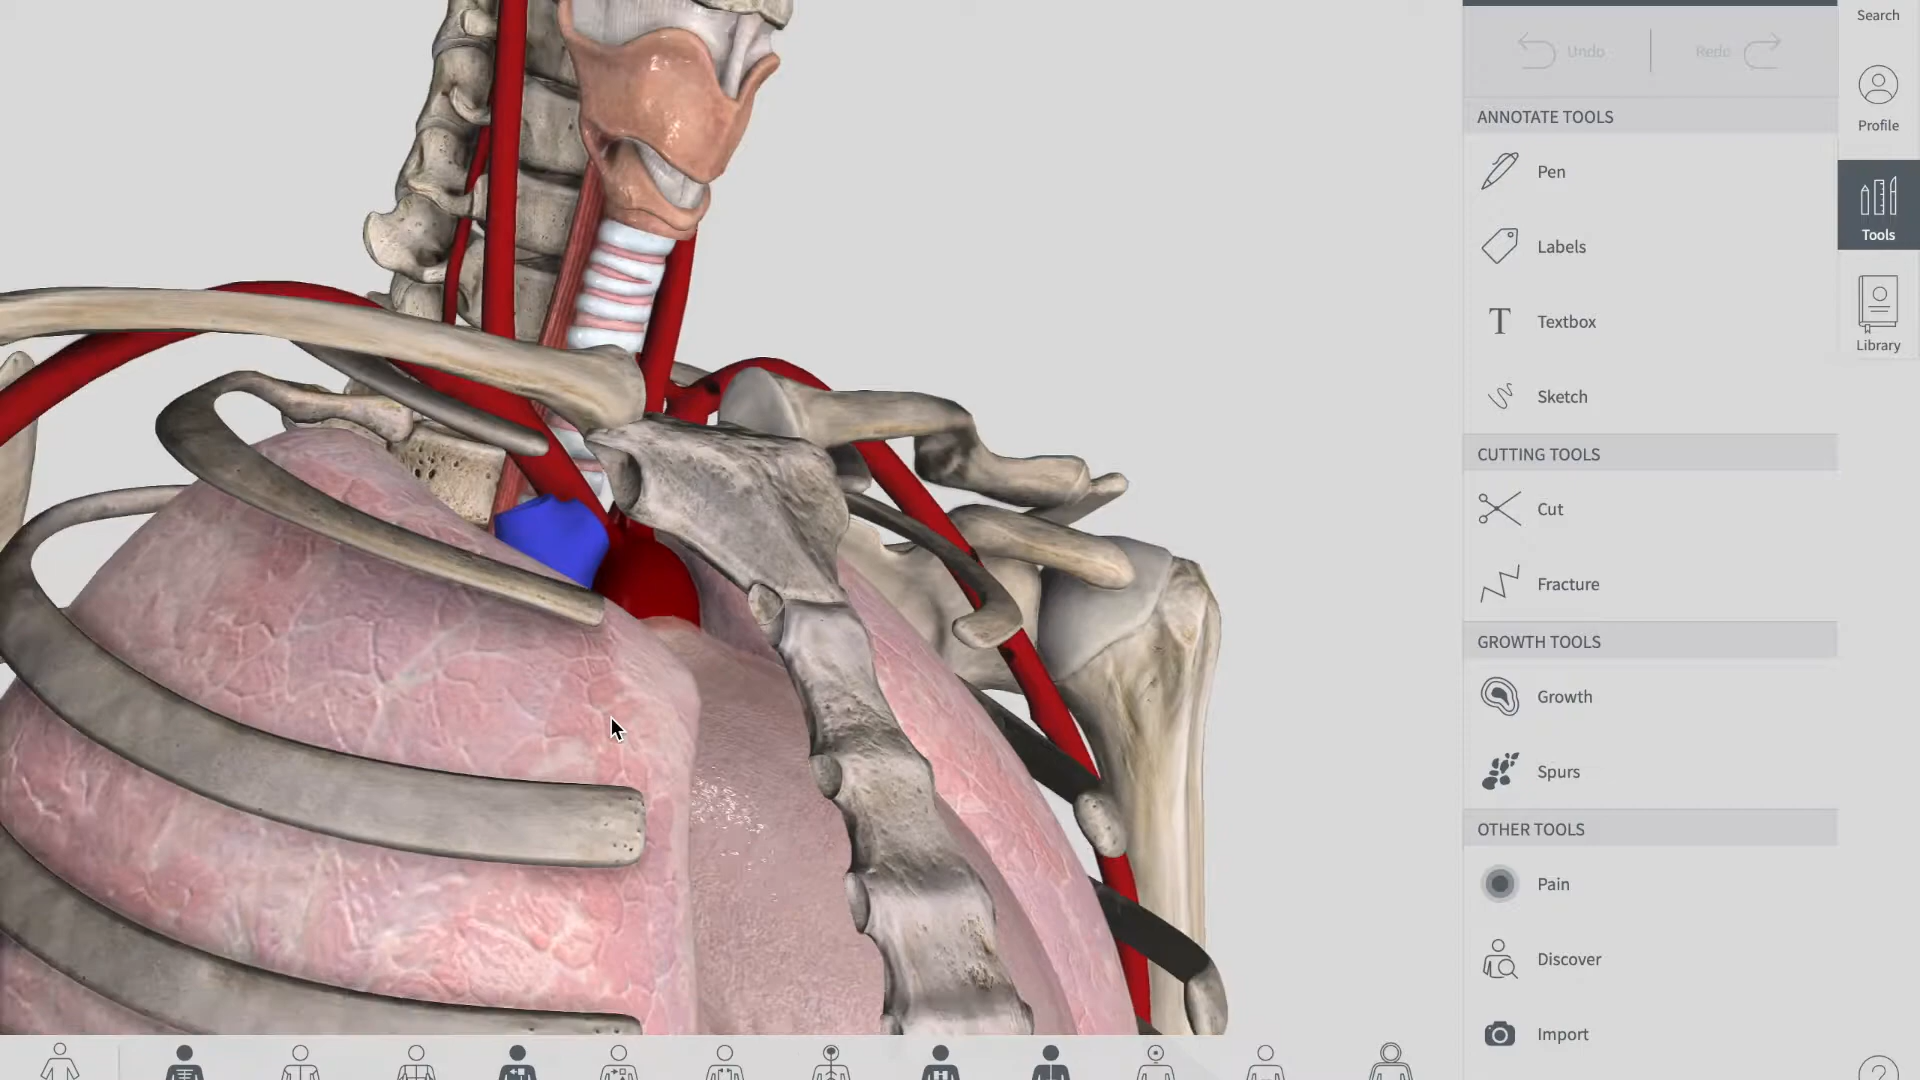 Search
Undo
Redo
Profile
ANNOTATE TOOLS
Pen
Tools
Labels
Textbox
Library
Sketch
CUTTING TOOLS
Cut
Fracture
GROWTH TOOLS
Growth
Spurs
OTHER TOOLS
Pain
Discover
Import